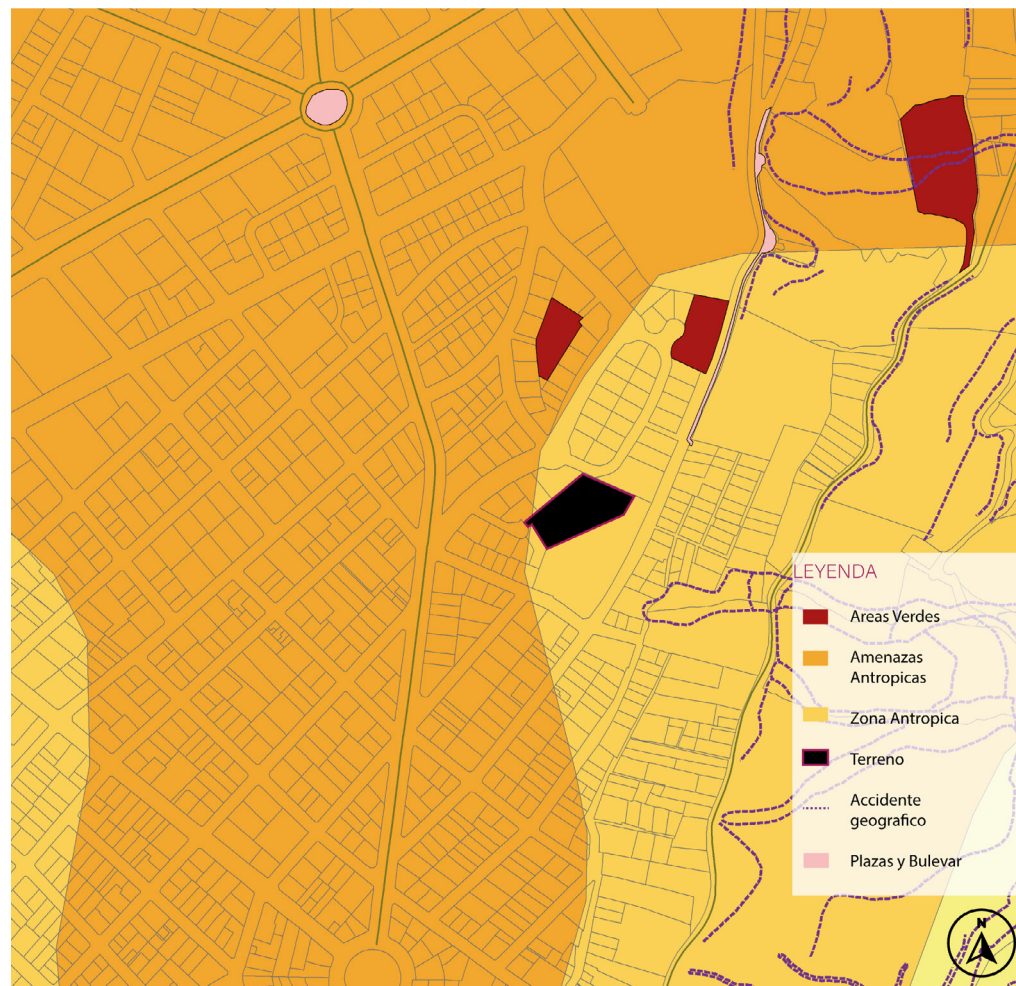 LEYENDA
Areas Verdes
Amenazas
Antropicas
Zona Antropica
Terreno
Accidente
geografico
Plazas y Bulevar
N